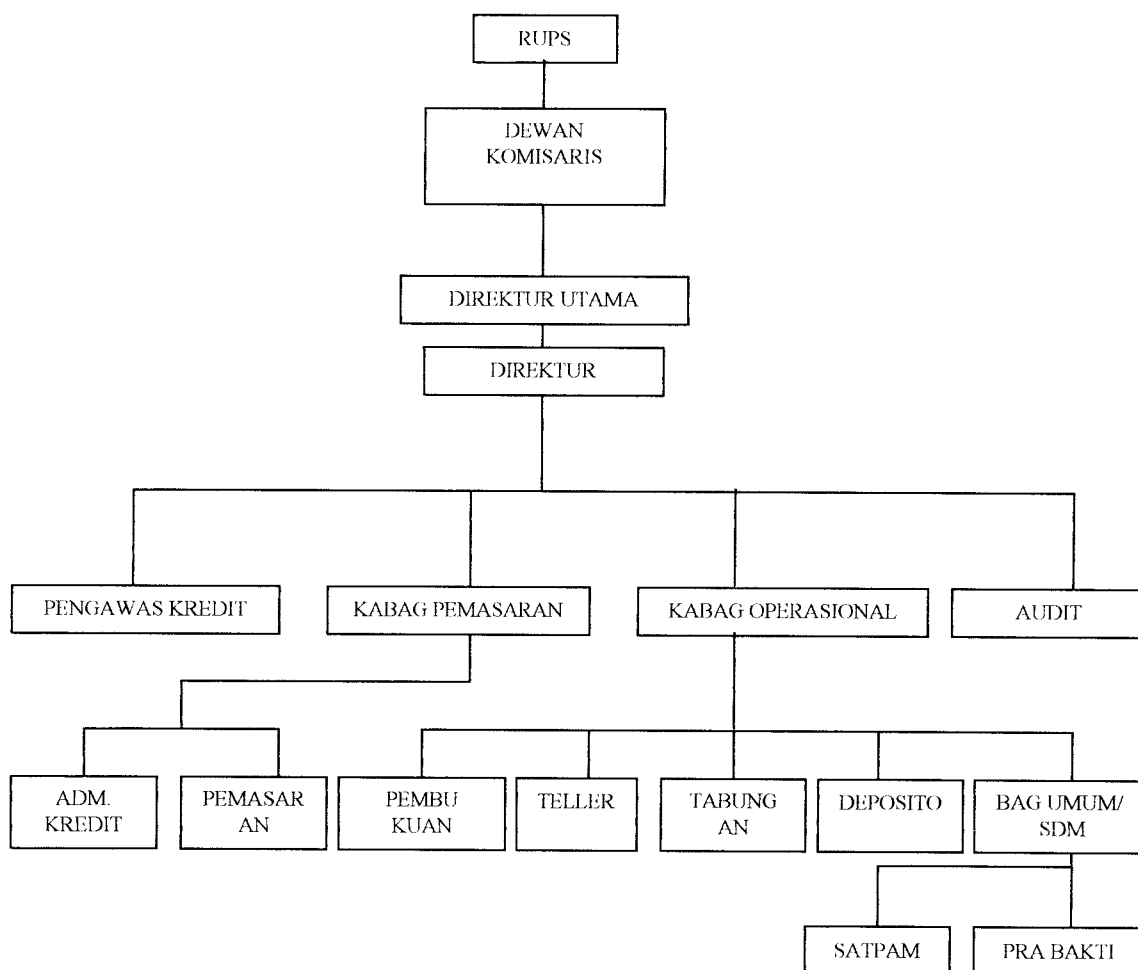 RUPS
DEWAN
KOMISARIS
DIREKTUR UTAMA
DIREKTUR
PENGAWAS KREDIT
KABAG PEMASARAN
KABAG OPERASIONAL
AUDIT
ADM.
KREDIT
PEMASAR
AN
PEMBU
KUAN
TELLER
TABUNG
AN
DEPOSITO
BAG UMUM/
SDM
SATPAM
PRA BAKTI